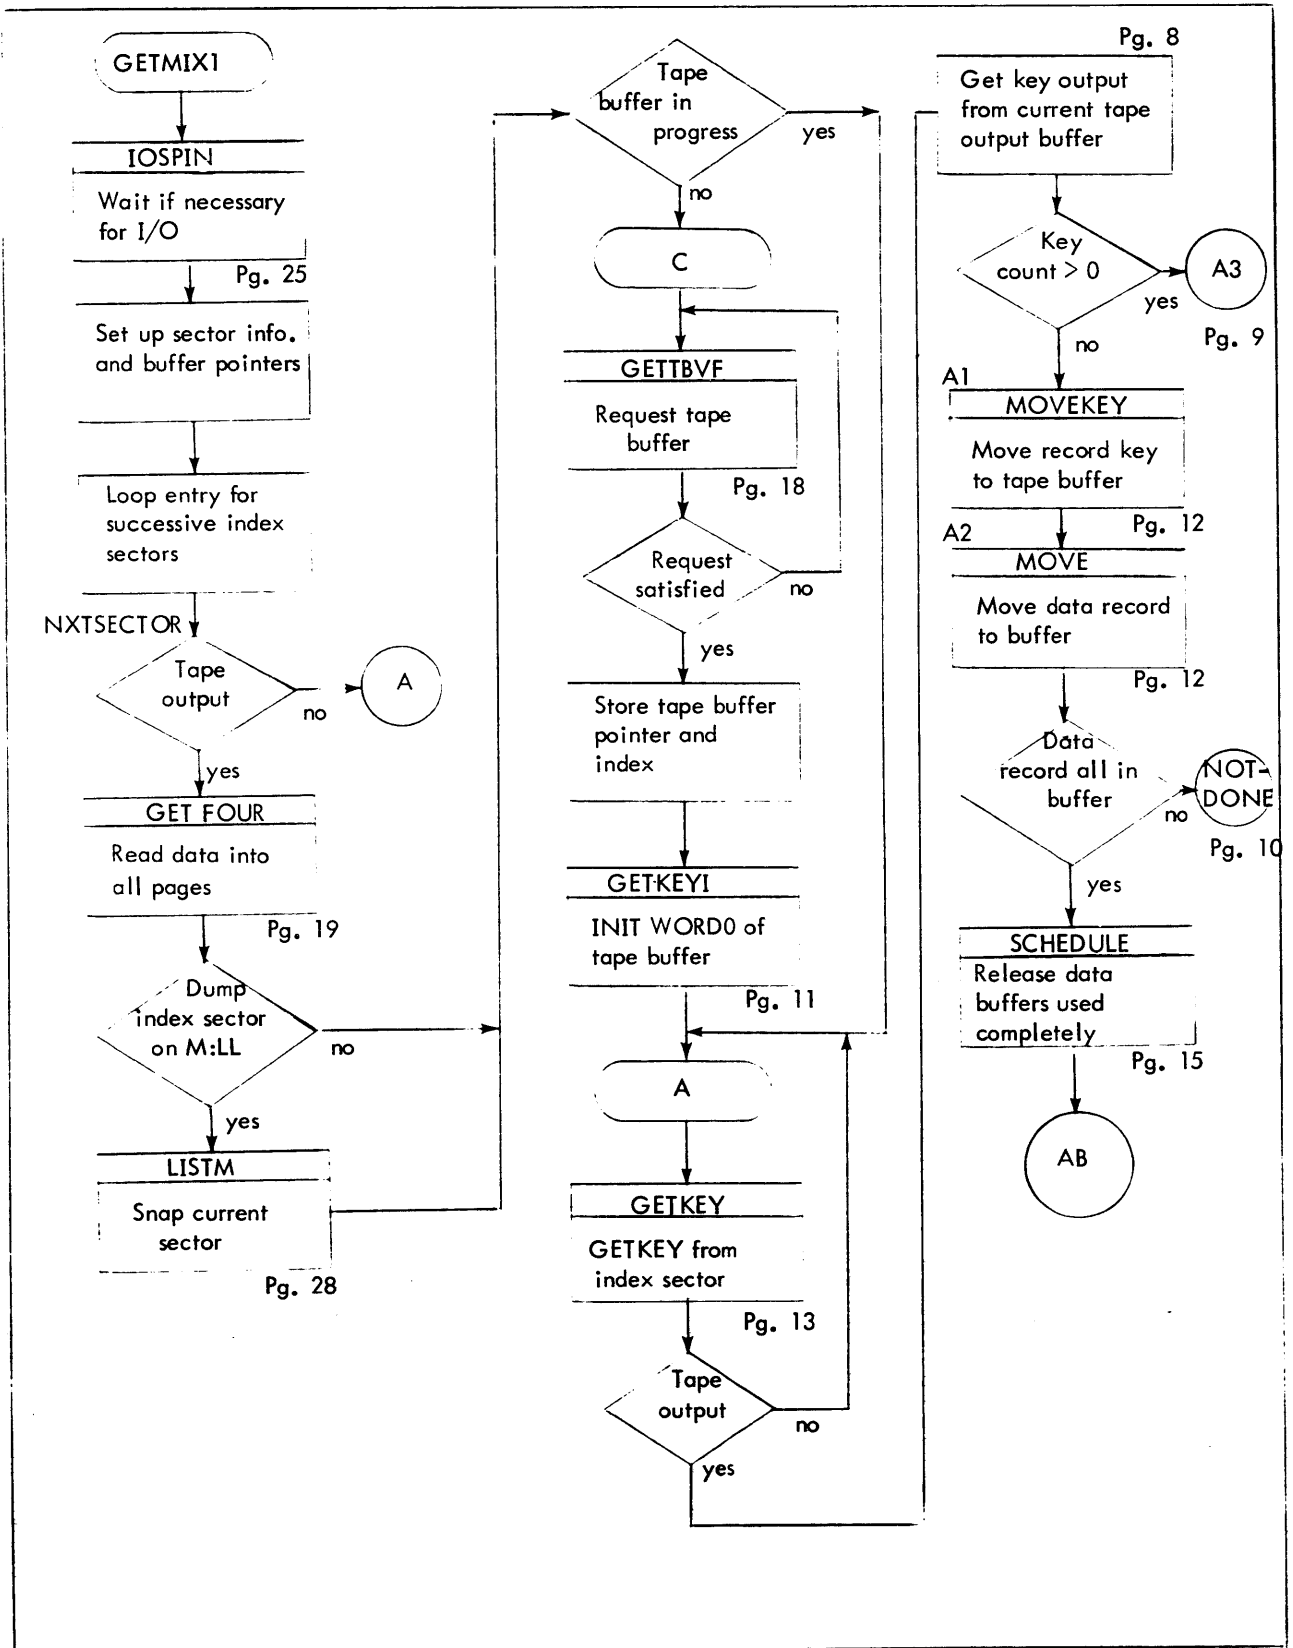 GETMIX1
IOSPIN
Wait if necessary
for I/O
Pg. 25
Set up sector info.
and buffer pointers
Loop entry for
successive index
sectors
NXTSECTOR
Tape
output
no
A
yes
GET FOUR
Read data into
all pages
Pg. 19
Dump
index sector
on M:LL
no
yes
LISTM
Snap current
sector
Pg. 28
Tape
buffer in
progress
yes
no
C
GETTBVF
Request tape
buffer
Pg. 18
Request
satisfied
no
yes
Store tape buffer
pointer and
index
GETKEYI
INIT WORD0 of
tape buffer
Pg. 11
A
GETKEY
GETKEY from
index sector
Pg. 13
Tape
output
no
yes
Pg. 8
Get key output
from current tape
output buffer
Key
count > 0
yes
A3
Pg. 9
no
A1
MOVEKEY
Move record key
to tape buffer
Pg. 12
A2
MOVE
Move data record
to buffer
Pg. 12
Data
record all in
buffer
no
NOT-
DONE
Pg. 10
yes
SCHEDULE
Release data
buffers used
completely
Pg. 15
AB